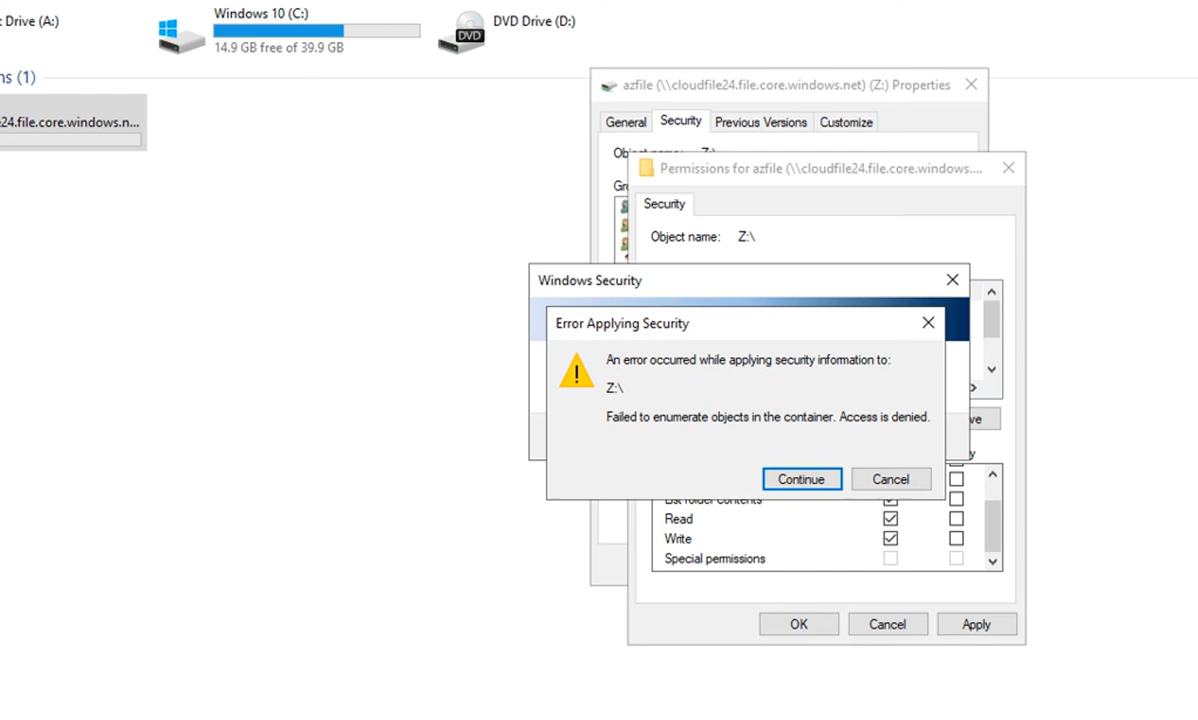 Drive (A:)
Windows 10 (C:)
14.9 GB free of 39.9 GB
DVD
DVD Drive (D:)
ns (1)
24.file.core.windows.n...
azfile (\\cloudfile24.file.core.windows.net) (Z:) Properties
General
Security
Previous Versions
Customize
Permissions for azfile (\\cloudfile24.file.core.windows....
Security
Object name:
Z:\
Windows Security
Error Applying Security
An error occurred while applying security information to:
Z:\
Failed to enumerate objects in the container. Access is denied.
Continue
Cancel
List folder contents
Read
Write
Special permissions
OK
Cancel
Apply